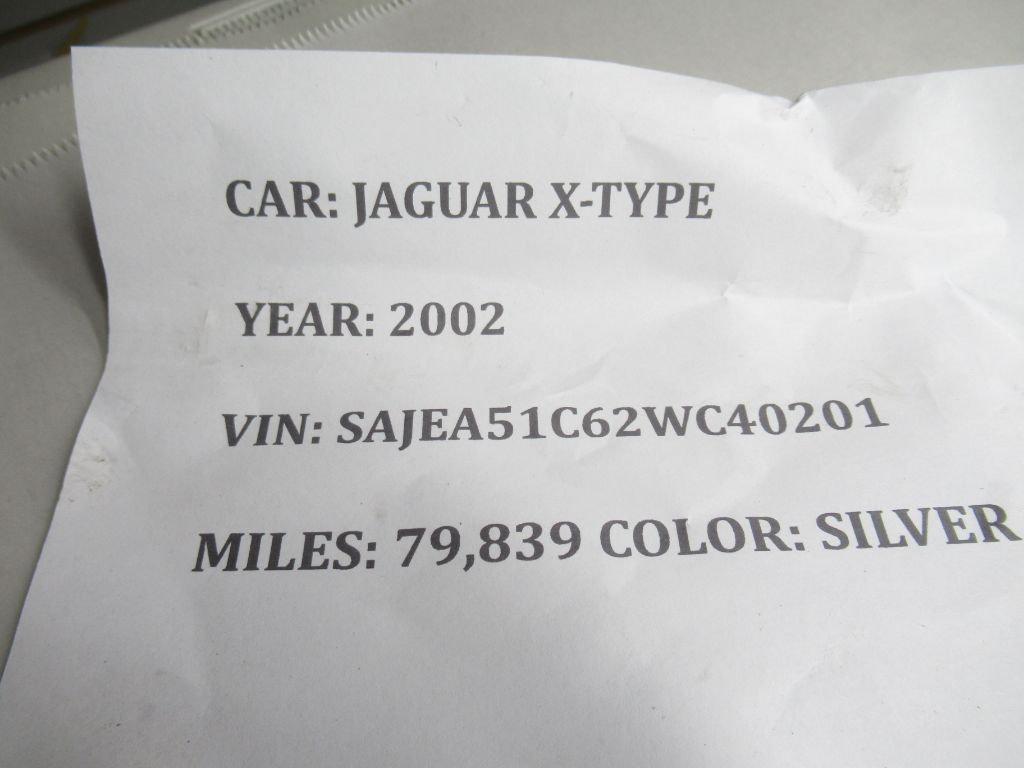 CAR: JAGUAR X-TYPE
YEAR: 2002
VIN: SAJEA51C62WC40201
MILES: 79,839 COLOR: SILVER